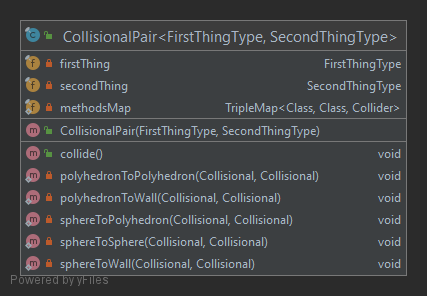 CollisionalPair<FirstThingType, SecondThingType>
firstThing FirstThingType
secondThing SecondThingType
methodsMap TripleMap<Class, Class, Collider>
CollisionalPair(FirstThingType, SecondThingType)
collide() void
polyhedronToPolyhedron(Collisional, Collisional) void
polyhedronToWall(Collisional, Collisional) void
sphereToPolyhedron(Collisional, Collisional) void
sphereToSphere(Collisional, Collisional) void
sphereToWall(Collisional, Collisional) void
Powered by yFiles